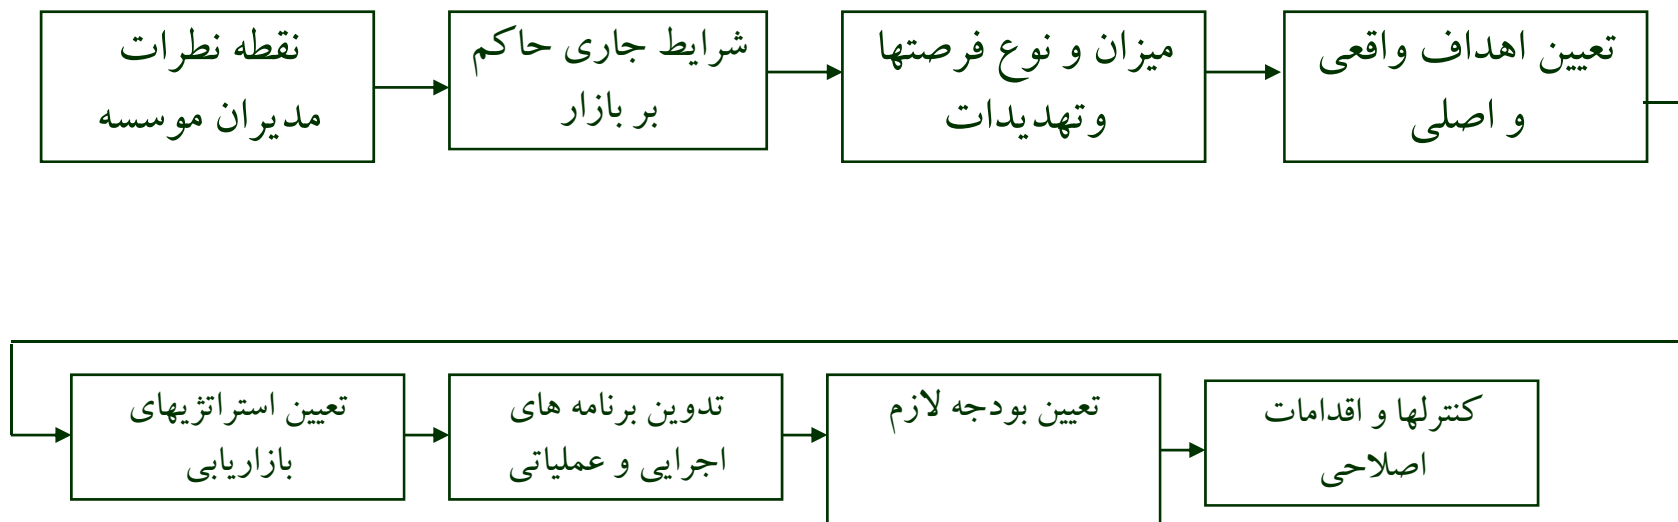 نقطه نطرات
مدیران موسسه
شرایط جاری حاکم
بر بازار
میزان و نوع فرصتها
وتهدیدات
تعیین اهداف واقعی
و اصلی
تعیین استراتژیهای
بازاریابی
تدوین برنامه های
اجرایی و عملیاتی
تعیین بودجه لازم
کنترلها و اقدامات
اصلاحی